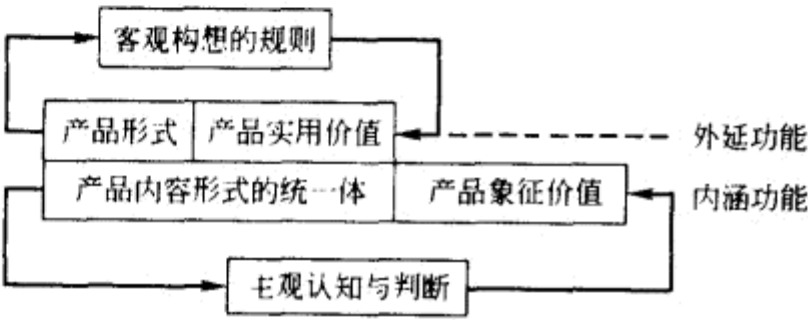 客观构想的规则
产品形式 产品实用价值 外延功能
产品内容形式的统一体 产品象征价值 内涵功能
主观认知与判断